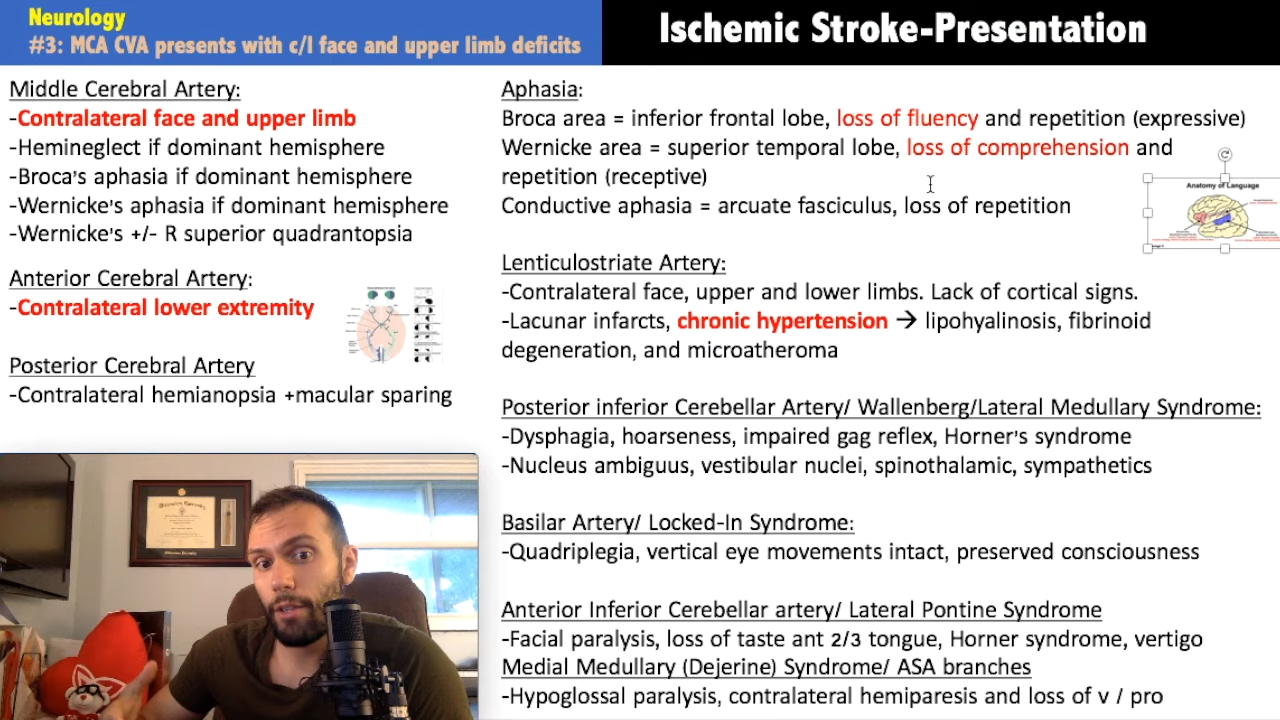 Neurology
#3: MCA CVA presents with c/l face and upper limb deficits
Ischemic Stroke-Presentation
Middle Cerebral Artery:
-Contralateral face and upper limb
-Hemineglect if dominant hemisphere
-Broca's aphasia if dominant hemisphere
-Wernicke's aphasia if dominant hemisphere
-Wernicke's +/- R superior quadrantopsia
Anterior Cerebral Artery:
-Contralateral lower extremity
Posterior Cerebral Artery
-Contralateral hemianopsia +macular sparing
Aphasia:
Broca area = inferior frontal lobe, loss of fluency and repetition (expressive)
Wernicke area = superior temporal lobe, loss of comprehension and
repetition (receptive)
Conductive aphasia = arcuate fasciculus, loss of repetition
Anatomy of Language
Lenticulostriate Artery:
-Contralateral face, upper and lower limbs. Lack of cortical signs.
-Lacunar infarcts, chronic hypertension → lipohyalinosis, fibrinoid
degeneration, and microatheroma
Posterior inferior Cerebellar Artery/ Wallenberg/Lateral Medullary Syndrome:
-Dysphagia, hoarseness, impaired gag reflex, Horner's syndrome
-Nucleus ambiguus, vestibular nuclei, spinothalamic, sympathetics
Basilar Artery/ Locked-In Syndrome:
-Quadriplegia, vertical eye movements intact, preserved consciousness
Anterior Inferior Cerebellar artery/ Lateral Pontine Syndrome
-Facial paralysis, loss of taste ant 2/3 tongue, Horner syndrome, vertigo
Medial Medullary (Dejerine) Syndrome/ ASA branches
-Hypoglossal paralysis, contralateral hemiparesis and loss of v / pro